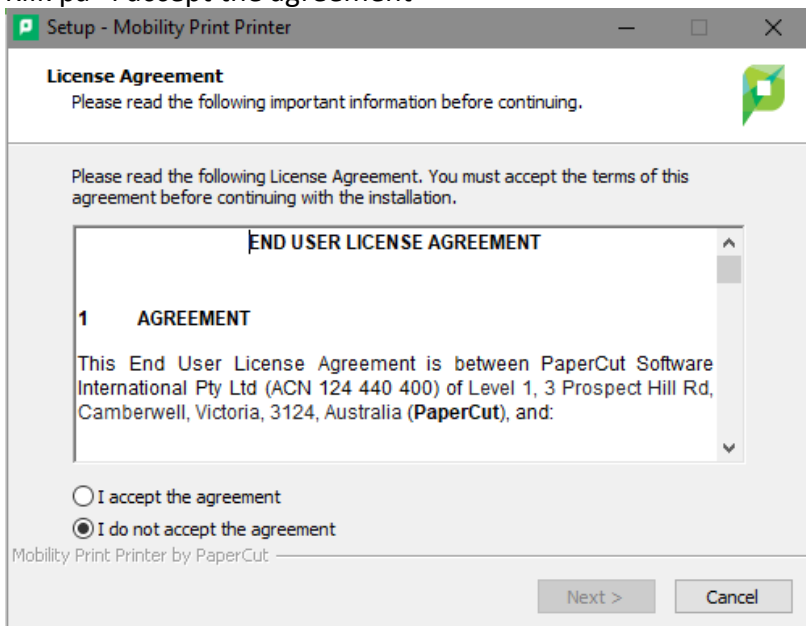 Setup - Mobility Print Printer
License Agreement
Please read the following important information before continuing.
Please read the following License Agreement. You must accept the terms of this
agreement before continuing with the installation.
END USER LICENSE AGREEMENT
1 AGREEMENT
This End User License Agreement is between PaperCut Software
International Pty Ltd (ACN 124 440 400) of Level 1, 3 Prospect Hill Rd,
Camberwell, Victoria, 3124, Australia (PaperCut), and:
I accept the agreement
I do not accept the agreement
Mobility Print Printer by PaperCut
Next >
Cancel